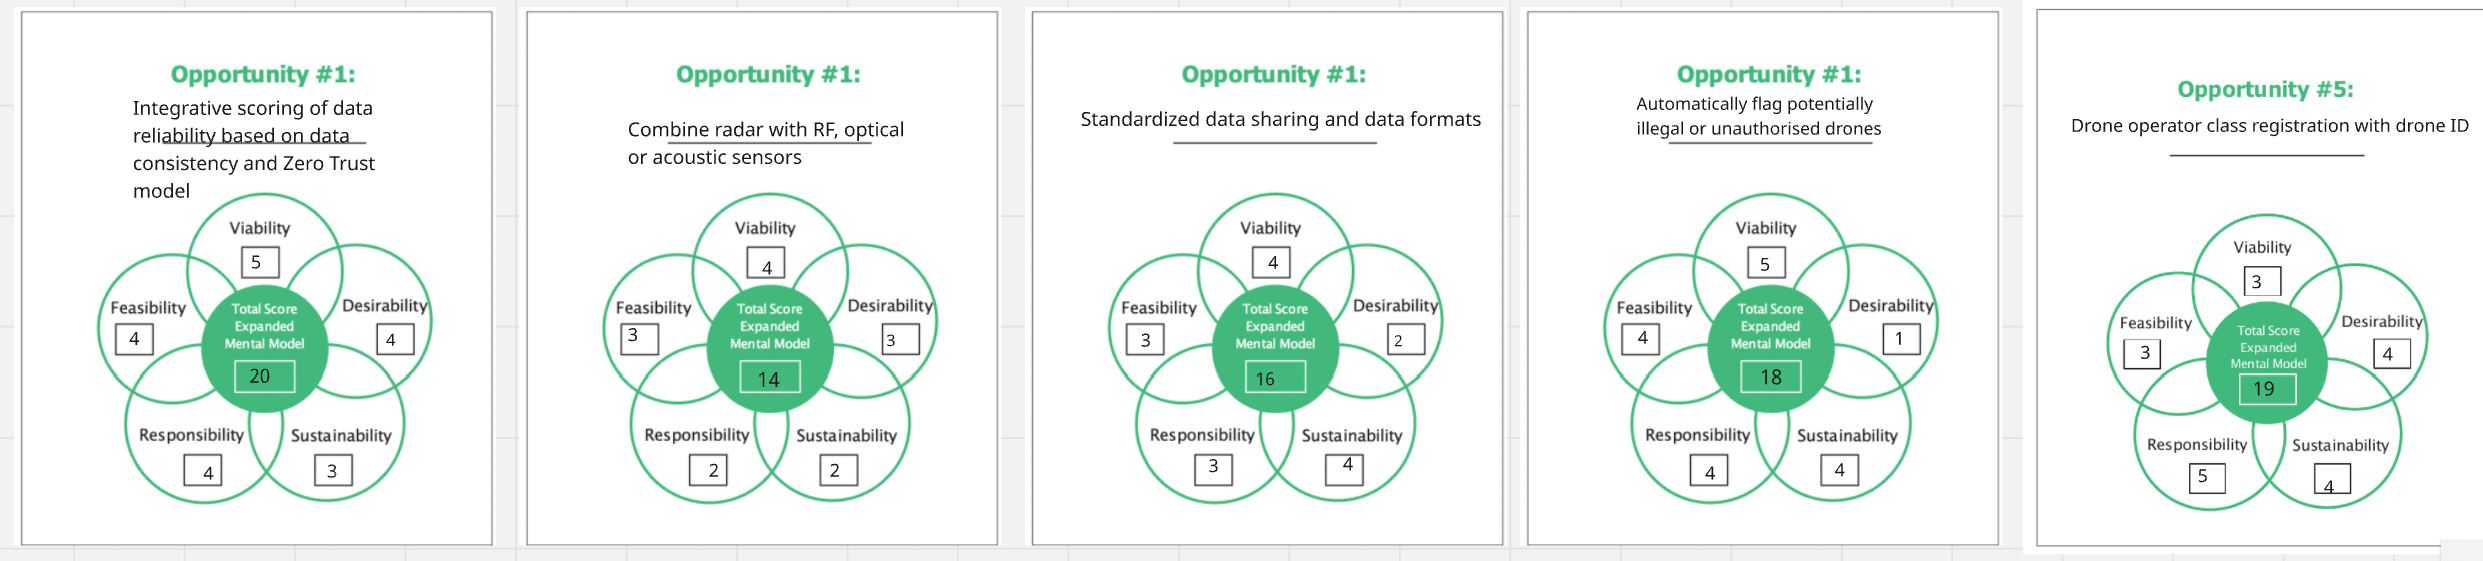 Opportunity #1:
Integrative scoring of data
reliability based on data
consistency and Zero Trust
model
Viability
5
Feasibility
4
Desirability
4
Total Score
Expanded
Mental Model
20
Responsibility
4
Sustainability
3
Opportunity #1:
Combine radar with RF, optical
or acoustic sensors
Viability
4
Feasibility
3
Desirability
3
Total Score
Expanded
Mental Model
14
Responsibility
2
Sustainability
2
Opportunity #1:
Standardized data sharing and data formats
Viability
4
Feasibility
3
Desirability
2
Total Score
Expanded
Mental Model
16
Responsibility
3
Sustainability
4
Opportunity #1:
Automatically flag potentially
illegal or unauthorised drones
Viability
5
Feasibility
4
Desirability
1
Total Score
Expanded
Mental Model
18
Responsibility
4
Sustainability
4
Opportunity #5:
Drone operator class registration with drone ID
Viability
3
Feasibility
3
Desirability
4
Total Score
Expanded
Mental Model
19
Responsibility
5
Sustainability
4